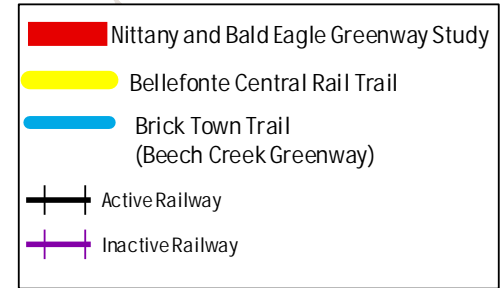 Nittany and Bald Eagle Greenway Study
Bellefonte Central Rail Trail
Brick Town Trail
(Beech Creek Greenway)
Active Railway
Inactive Railway